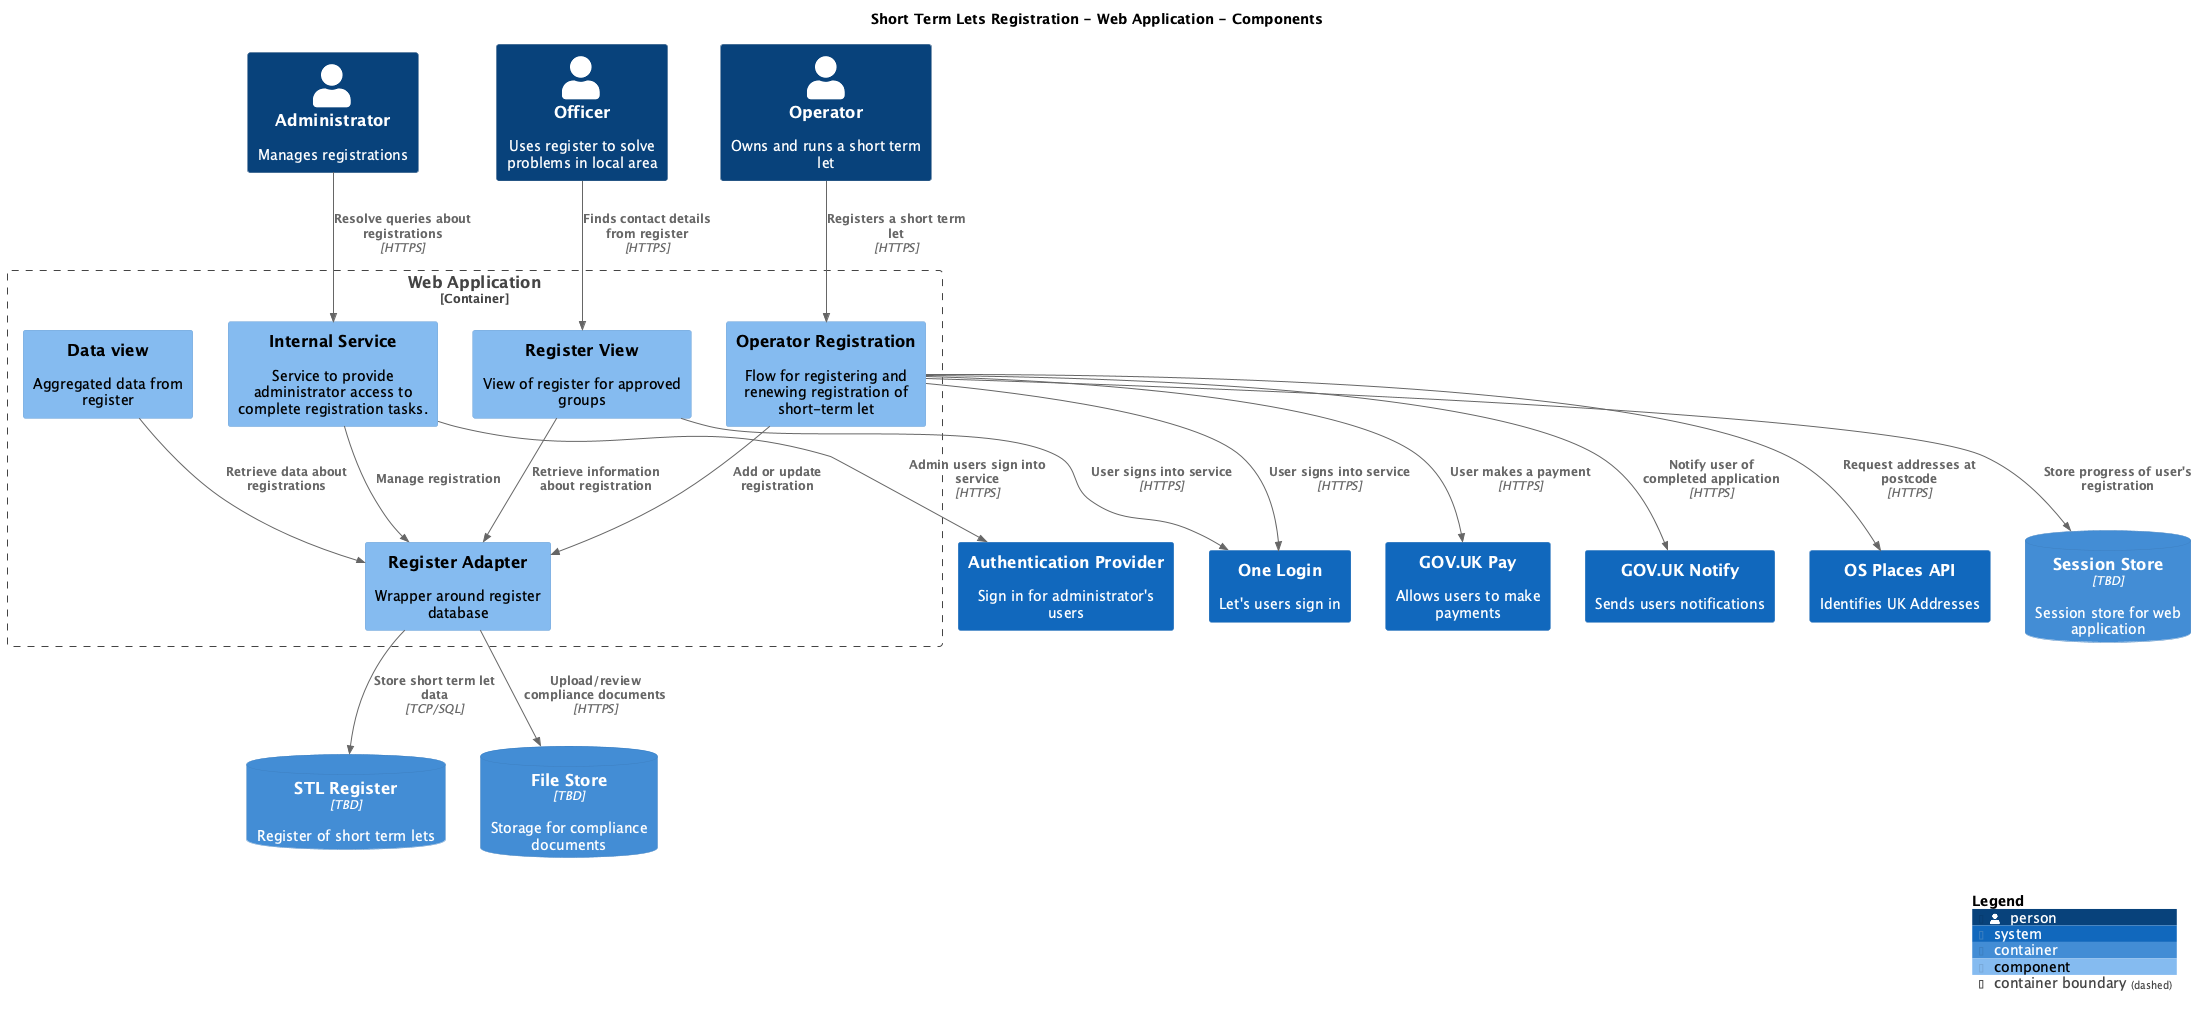 Short Term Lets Registration - Web Application - Components
Administrator
Manages registrations
Officer
Uses register to solve
problems in local area
Operator
Owns and runs a short term
let
Resolve queries about
registrations
[HTTPS]
Finds contact details
from register
[HTTPS]
Registers a short term
let
[HTTPS]
Web Application
[Container]
Data view
Aggregated data from
register
Internal Service
Service to provide
administrator access to
complete registration tasks.
Register View
View of register for approved
groups
Operator Registration
Flow for registering and
renewing registration of
short-term let
Retrieve data about
registrations
Manage registration
Retrieve information
about registration
Add or update
registration
Admin users sign into
service
[HTTPS]
User signs into service
[HTTPS]
User signs into service
[HTTPS]
User makes a payment
[HTTPS]
Notify user of
completed application
[HTTPS]
Request addresses at
postcode
[HTTPS]
Store progress of user's
registration
Register Adapter
Wrapper around register
database
Authentication Provider
Sign in for administrator's
users
One Login
Let's users sign in
GOV.UK Pay
Allows users to make
payments
GOV.UK Notify
Sends users notifications
OS Places API
Identifies UK Addresses
Session Store
[TBD]
Session store for web
application
Store short term let
data
[TCP/SQL]
Upload/review
compliance documents
[HTTPS]
STL Register
[TBD]
Register of short term lets
File Store
[TBD]
Storage for compliance
documents
Legend
person
system
container
component
container boundary (dashed)